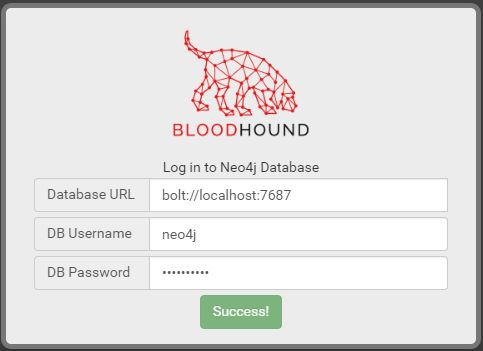 BLOODHOUND
Log in to Neo4j Database
Database URL bolt://localhost:7687
DB Username neo4j
DB Password ••••••••••
Success!